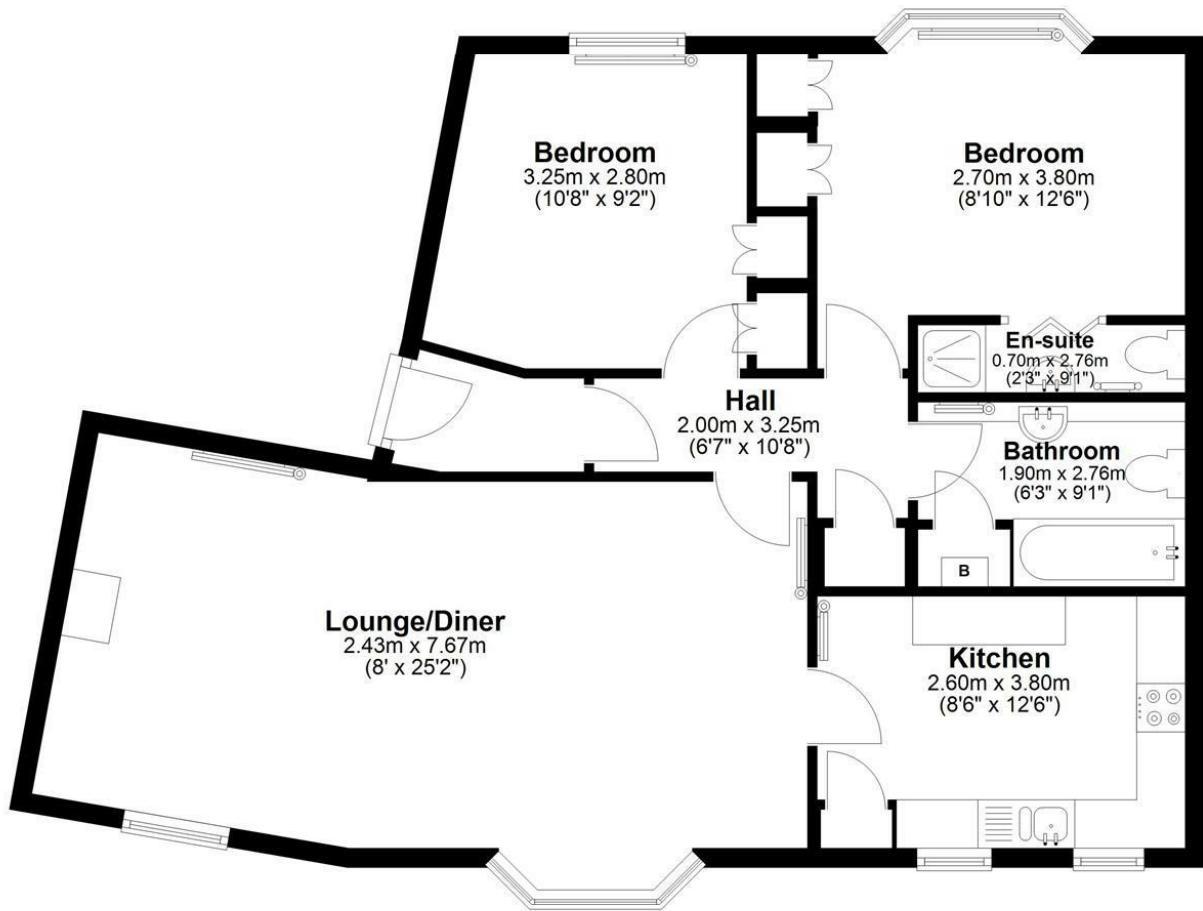 Bedroom
3.25m x 2.80m
(10'8" x 9'2")
Bedroom
2.70m x 3.80m
(8'10" x 12'6")
En-suite
0.70m x 2.76m
(2'3" x 9'1")
Hall
2.00m x 3.25m
(6'7" x 10'8")
Bathroom
1.90m x 2.76m
(6'3" x 9'1")
B
Lounge/Diner
2.43m x 7.67m
(8' x 25'2")
Kitchen
2.60m x 3.80m
(8'6" x 12'6")